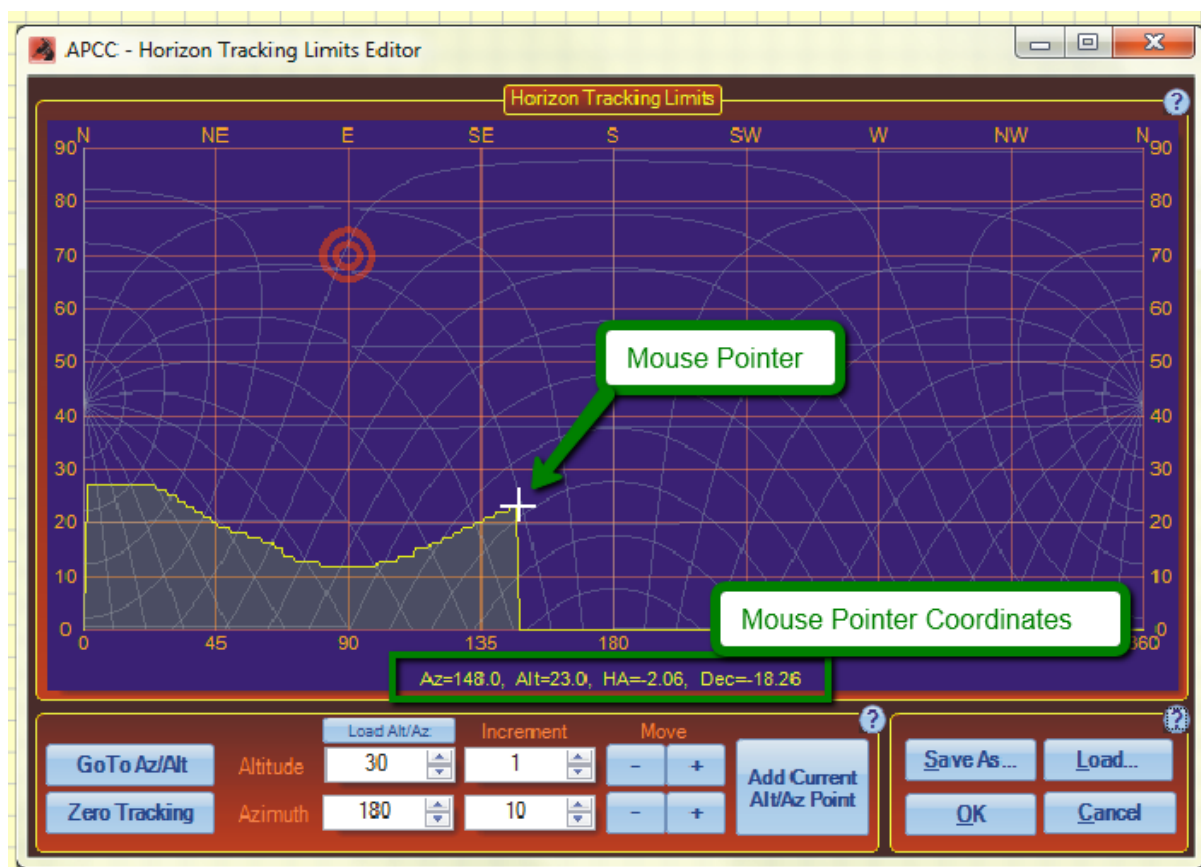 APCC - Horizon Tracking Limits Editor
Horizon Tracking Limits
?
N NE E SE S SW W NW N
90 90
80 80
70 70
60 60
50 50
40 40
30 30
20 20
10 10
0 0
0 45 90 135 180 360
Mouse Pointer
Mouse Pointer Coordinates
Az=148.0, Alt=23.0, HA=-2.06, Dec=-18.26
? ?
Load Alt/Az: Increment Move
GoTo Az/Alt Altitude 30 1 - + Add Current Alt/Az Point Save As... Load...
Zero Tracking Azimuth 180 10 - + OK Cancel